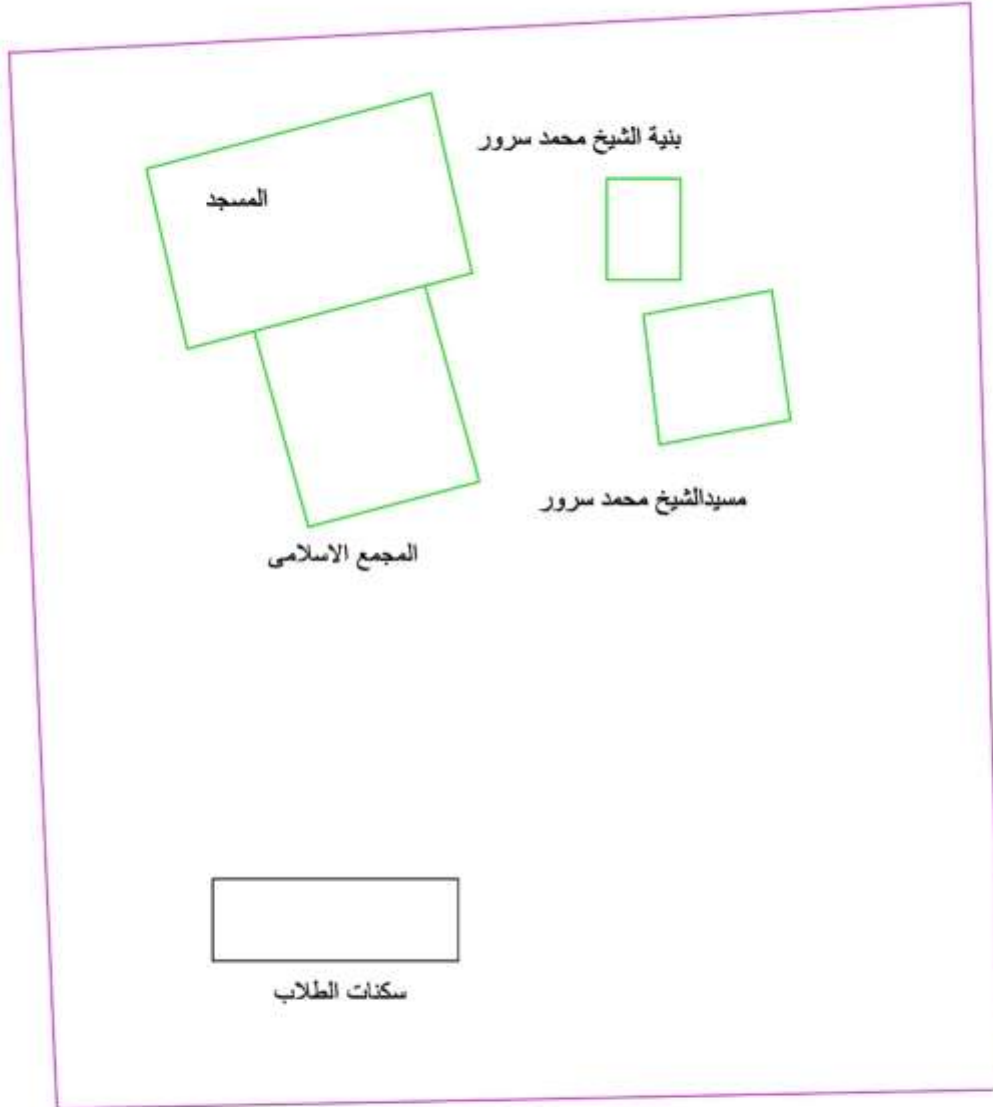 بنية الشيخ محمد سرور
المسجد
مسيدالشيخ محمد سرور
المجمع الاسلامى
سكنات الطلاب